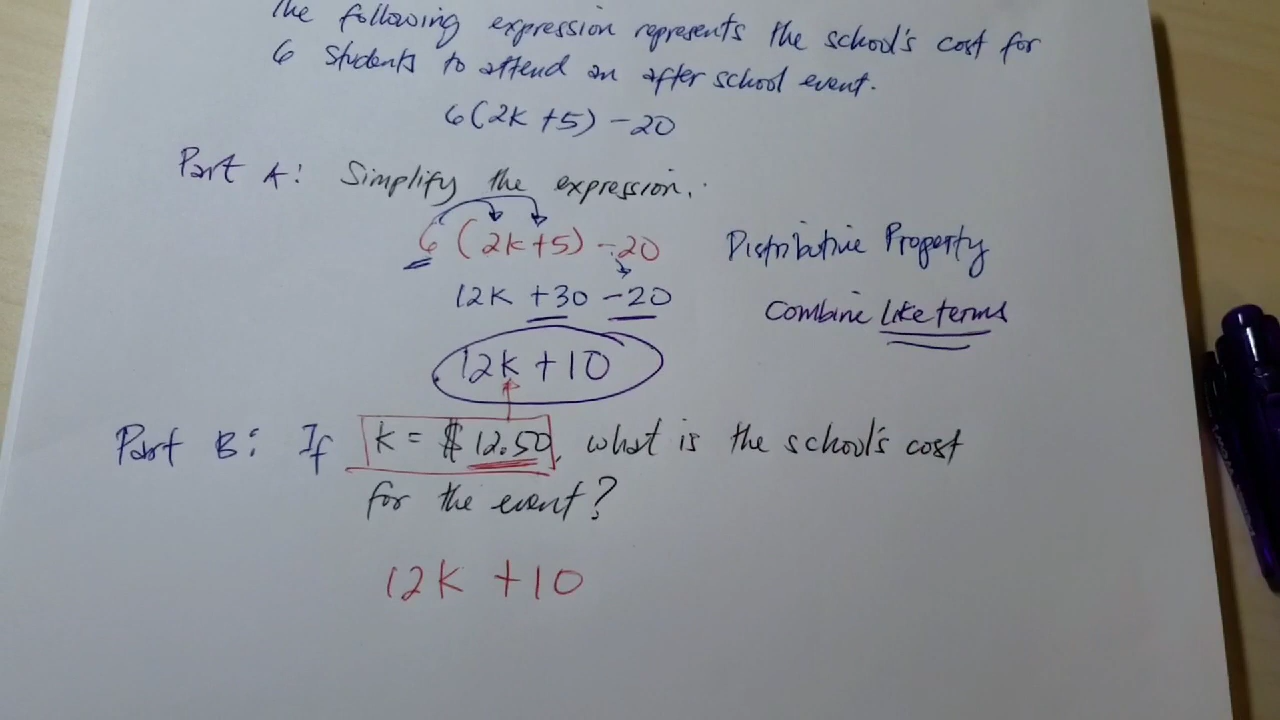 The following expression represents the school's cost for
6 students to attend an after school event.
6(2k+5) -20
Part A: Simplify the expression.
6 (2k+5) -20 Distributive Property
12k +30 -20 Combine like terms
12k +10
Part B: If k = $12.50, what is the school's cost
for the event?
12k +10